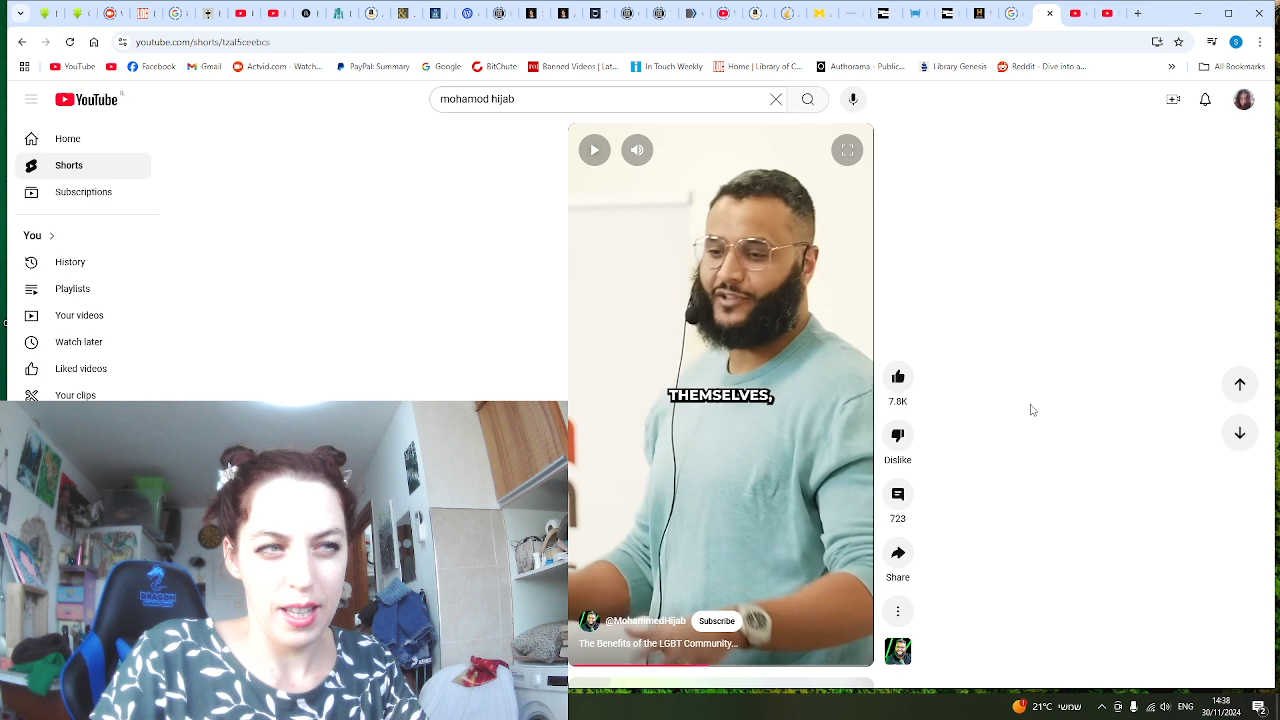 youtube.com/shorts/
YouTube
Facebook
Gmail
Actvid.com - Watch...
PayPal: Summary
Google
BitChute
Banned Videos | Lat...
In Touch Weekly
Home | Library of C...
Authorama - Public...
Library Genesis
Reddit - Dive into a...
»
All Bookmarks
YouTube IL
mohamod hijab
Home
Shorts
Subscriptions
You
History
Playlists
Your videos
Watch later
Liked videos
Your clips
THEMSELVES,
@MohammedHijab
Subscribe
The Benefits of the LGBT Community...
7.8K
Dislike
723
Share
DRAGON
21°C
ENG
14:38
30/11/2024